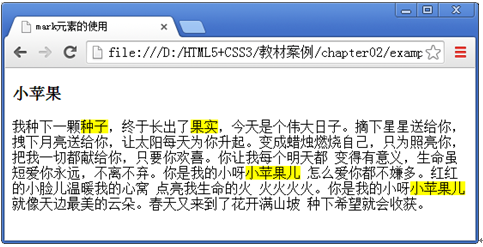 mark元素的使用
file:///D:/HTML5+CSS3/教材案例/chapter02/examp
小苹果
我种下一颗种子，终于长出了果实，今天是个伟大日子。摘下星星送给你，
拽下月亮送给你，让太阳每天为你升起。变成蜡烛燃烧自己，只为照亮你，
把我一切都献给你，只要你欢喜。你让我每个明天都 变得有意义，生命虽
短爱你永远，不离不弃。你是我的小呀小苹果儿 怎么爱你都不嫌多。红红
的小脸儿温暖我的心窝 点亮我生命的火 火火火火。你是我的小呀小苹果儿
就像天边最美的云朵。春天又来到了花开满山坡 种下希望就会收获。